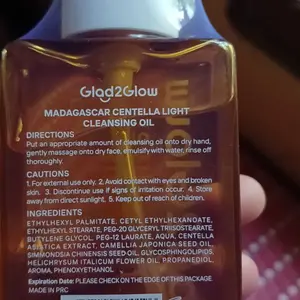 Glad2Glow
MADAGASCAR CENTELLA LIGHT
CLEANSING OIL
DIRECTIONS
Put an appropriate amount of cleansing oil onto dry hand,
gently massage onto dry face, emulsify with water, rinse off
thoroughly.
CAUTIONS
1. For external use only. 2. Avoid contact with eyes and broken
skin. 3. Discontinue use if signs of irritation occur. 4. Store
away from direct sunlight. 5. Keep out of reach of children.
INGREDIENTS
ETHYLHEXYL PALMITATE, CETYL ETHYLHEXANOATE,
ETHYLHEXYL STEARATE, PEG-20 GLYCERYL TRIISOSTEARATE,
BUTYLENE GLYCOL, PEG-12 LAURATE, AQUA, CENTELLA
ASIATICA EXTRACT, CAMELLIA JAPONICA SEED OIL,
SIMMONDSIA CHINENSIS SEED OIL, GLYCOSPHINGOLIPIDS,
HELICHRYSUM ITALICUM FLOWER OIL, PROPANEDIOL,
AROMA, PHENOXYETHANOL
Expiration Date: PLEASE CHECK ON THE EDGE OF THIS PACKAGE
MADE IN PRC